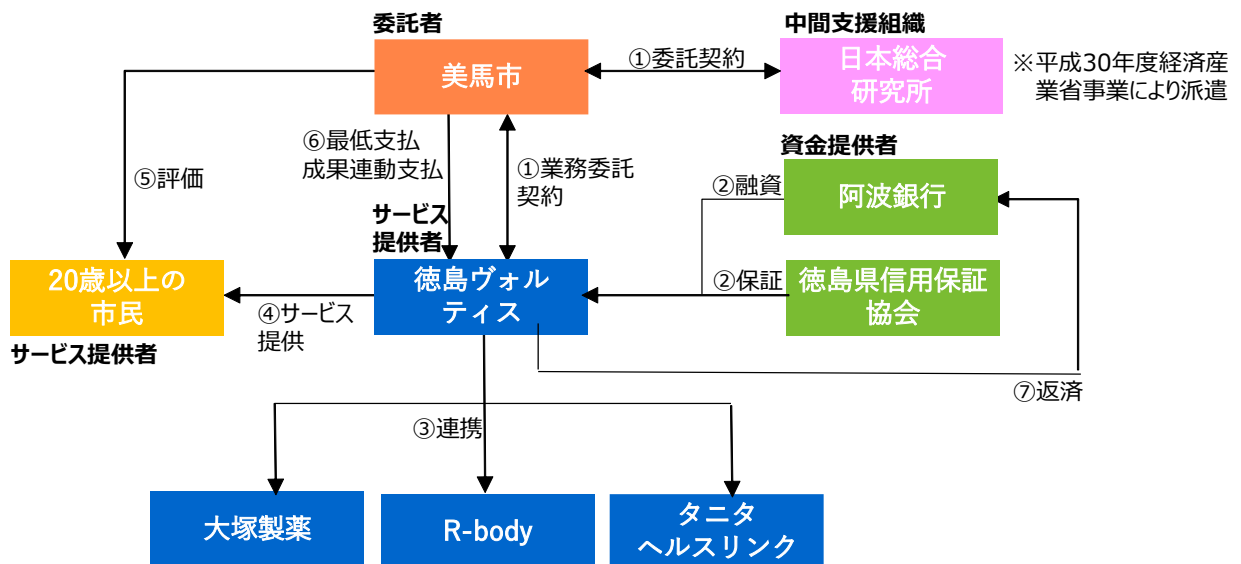 委託者
美馬市
①委託契約
中間支援組織
日本総合
研究所
※平成30年度経済産
業省事業により派遣
⑤評価
⑥最低支払
成果連動支払
①業務委託
契約
資金提供者
②融資
阿波銀行
サービス
提供者
徳島ヴォル
ティス
②保証
徳島県信用保証
協会
20歳以上の
市民
サービス提供者
④サービス
提供
⑦返済
③連携
大塚製薬
R-body
タニタ
ヘルスリンク